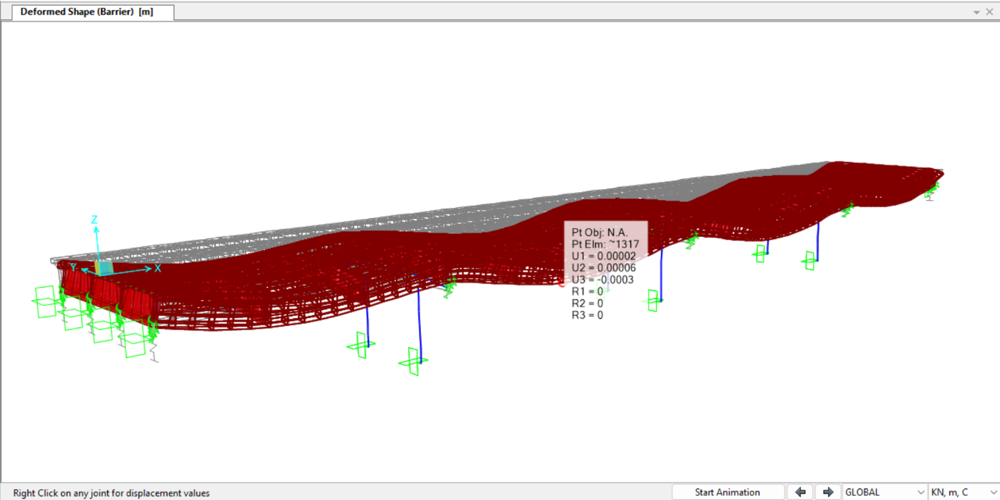 Deformed Shape (Barrier) [m]
Z
Y
X
Pt Obj: N.A.
Pt Elm: ~1317
U1 = 0.00002
U2 = 0.00006
U3 = -0.0003
R1 = 0
R2 = 0
R3 = 0
Right Click on any joint for displacement values
Start Animation
GLOBAL
KN, m, C